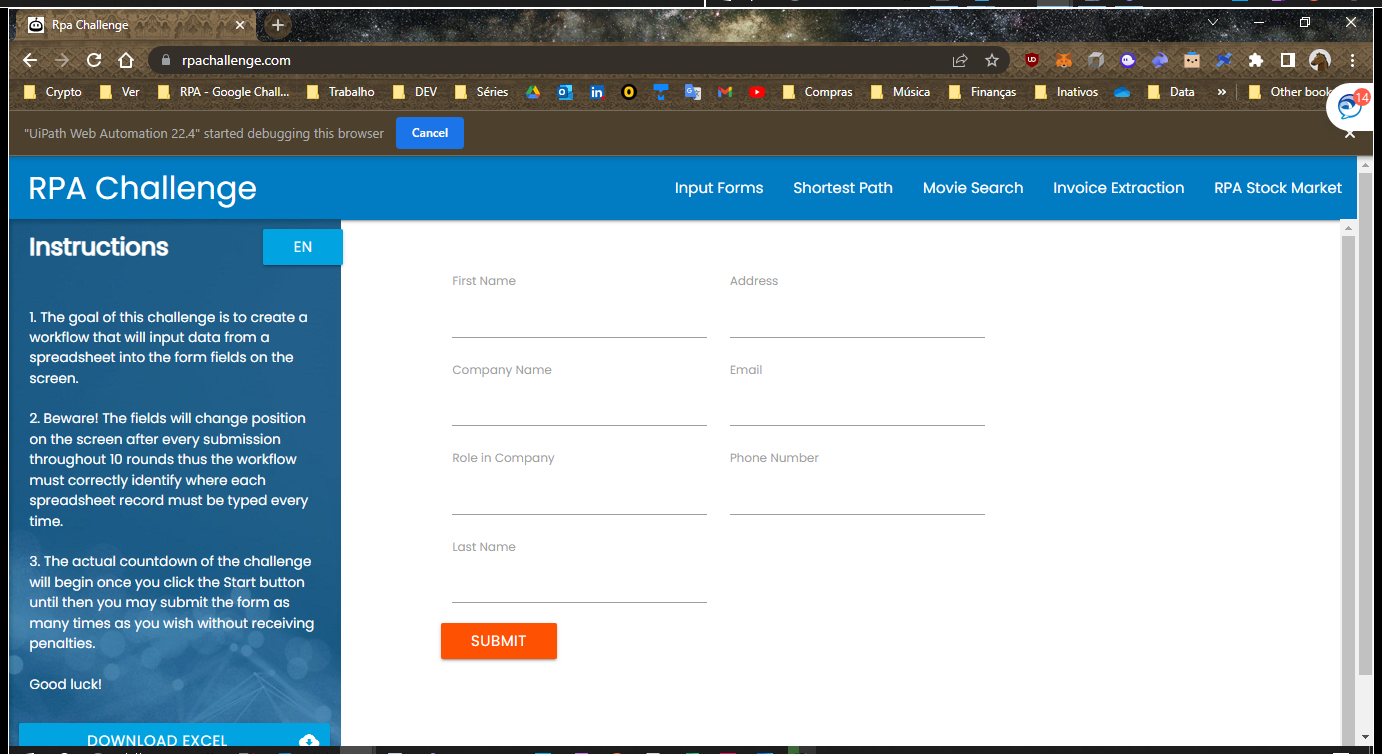 Rpa Challenge
rpachallenge.com
Crypto Ver RPA - Google Chall... Trabalho DEV Séries Compras Música Finanças Inativos Data » Other book
14
"UiPath Web Automation 22.4" started debugging this browser Cancel
RPA Challenge Input Forms Shortest Path Movie Search Invoice Extraction RPA Stock Market
Instructions EN
1. The goal of this challenge is to create a
workflow that will input data from a
spreadsheet into the form fields on the
screen.
2. Beware! The fields will change position
on the screen after every submission
throughout 10 rounds thus the workflow
must correctly identify where each
spreadsheet record must be typed every
time.
3. The actual countdown of the challenge
will begin once you click the Start button
until then you may submit the form as
many times as you wish without receiving
penalties.
Good luck!
DOWNLOAD EXCEL
First Name Address
Company Name Email
Role in Company Phone Number
Last Name
SUBMIT